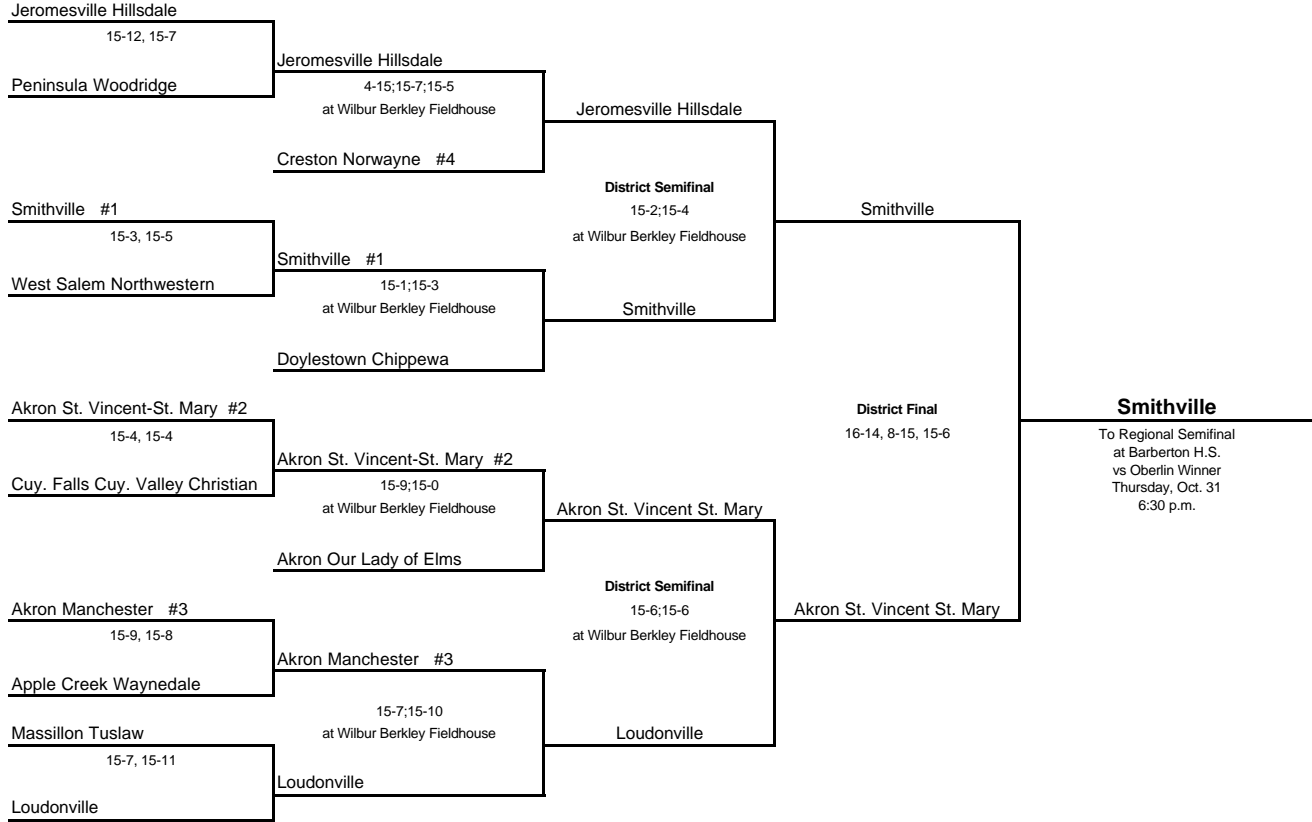 Jeromesville Hillsdale
15-12, 15-7
Peninsula Woodridge
Jeromesville Hillsdale
4-15;15-7;15-5
at Wilbur Berkley Fieldhouse
Creston Norwayne #4
Jeromesville Hillsdale
District Semifinal
15-2;15-4
at Wilbur Berkley Fieldhouse
Smithville #1
15-3, 15-5
West Salem Northwestern
Smithville #1
15-1;15-3
at Wilbur Berkley Fieldhouse
Doylestown Chippewa
Smithville
Smithville
Akron St. Vincent-St. Mary #2
15-4, 15-4
Cuy. Falls Cuy. Valley Christian
Akron St. Vincent-St. Mary #2
15-9;15-0
at Wilbur Berkley Fieldhouse
Akron Our Lady of Elms
Akron St. Vincent St. Mary
District Semifinal
15-6;15-6
at Wilbur Berkley Fieldhouse
Akron Manchester #3
15-9, 15-8
Apple Creek Waynedale
Akron Manchester #3
15-7;15-10
at Wilbur Berkley Fieldhouse
Massillon Tuslaw
15-7, 15-11
Loudonville
Loudonville
Loudonville
Akron St. Vincent St. Mary
District Final
16-14, 8-15, 15-6
Smithville
To Regional Semifinal
at Barberton H.S.
vs Oberlin Winner
Thursday, Oct. 31
6:30 p.m.